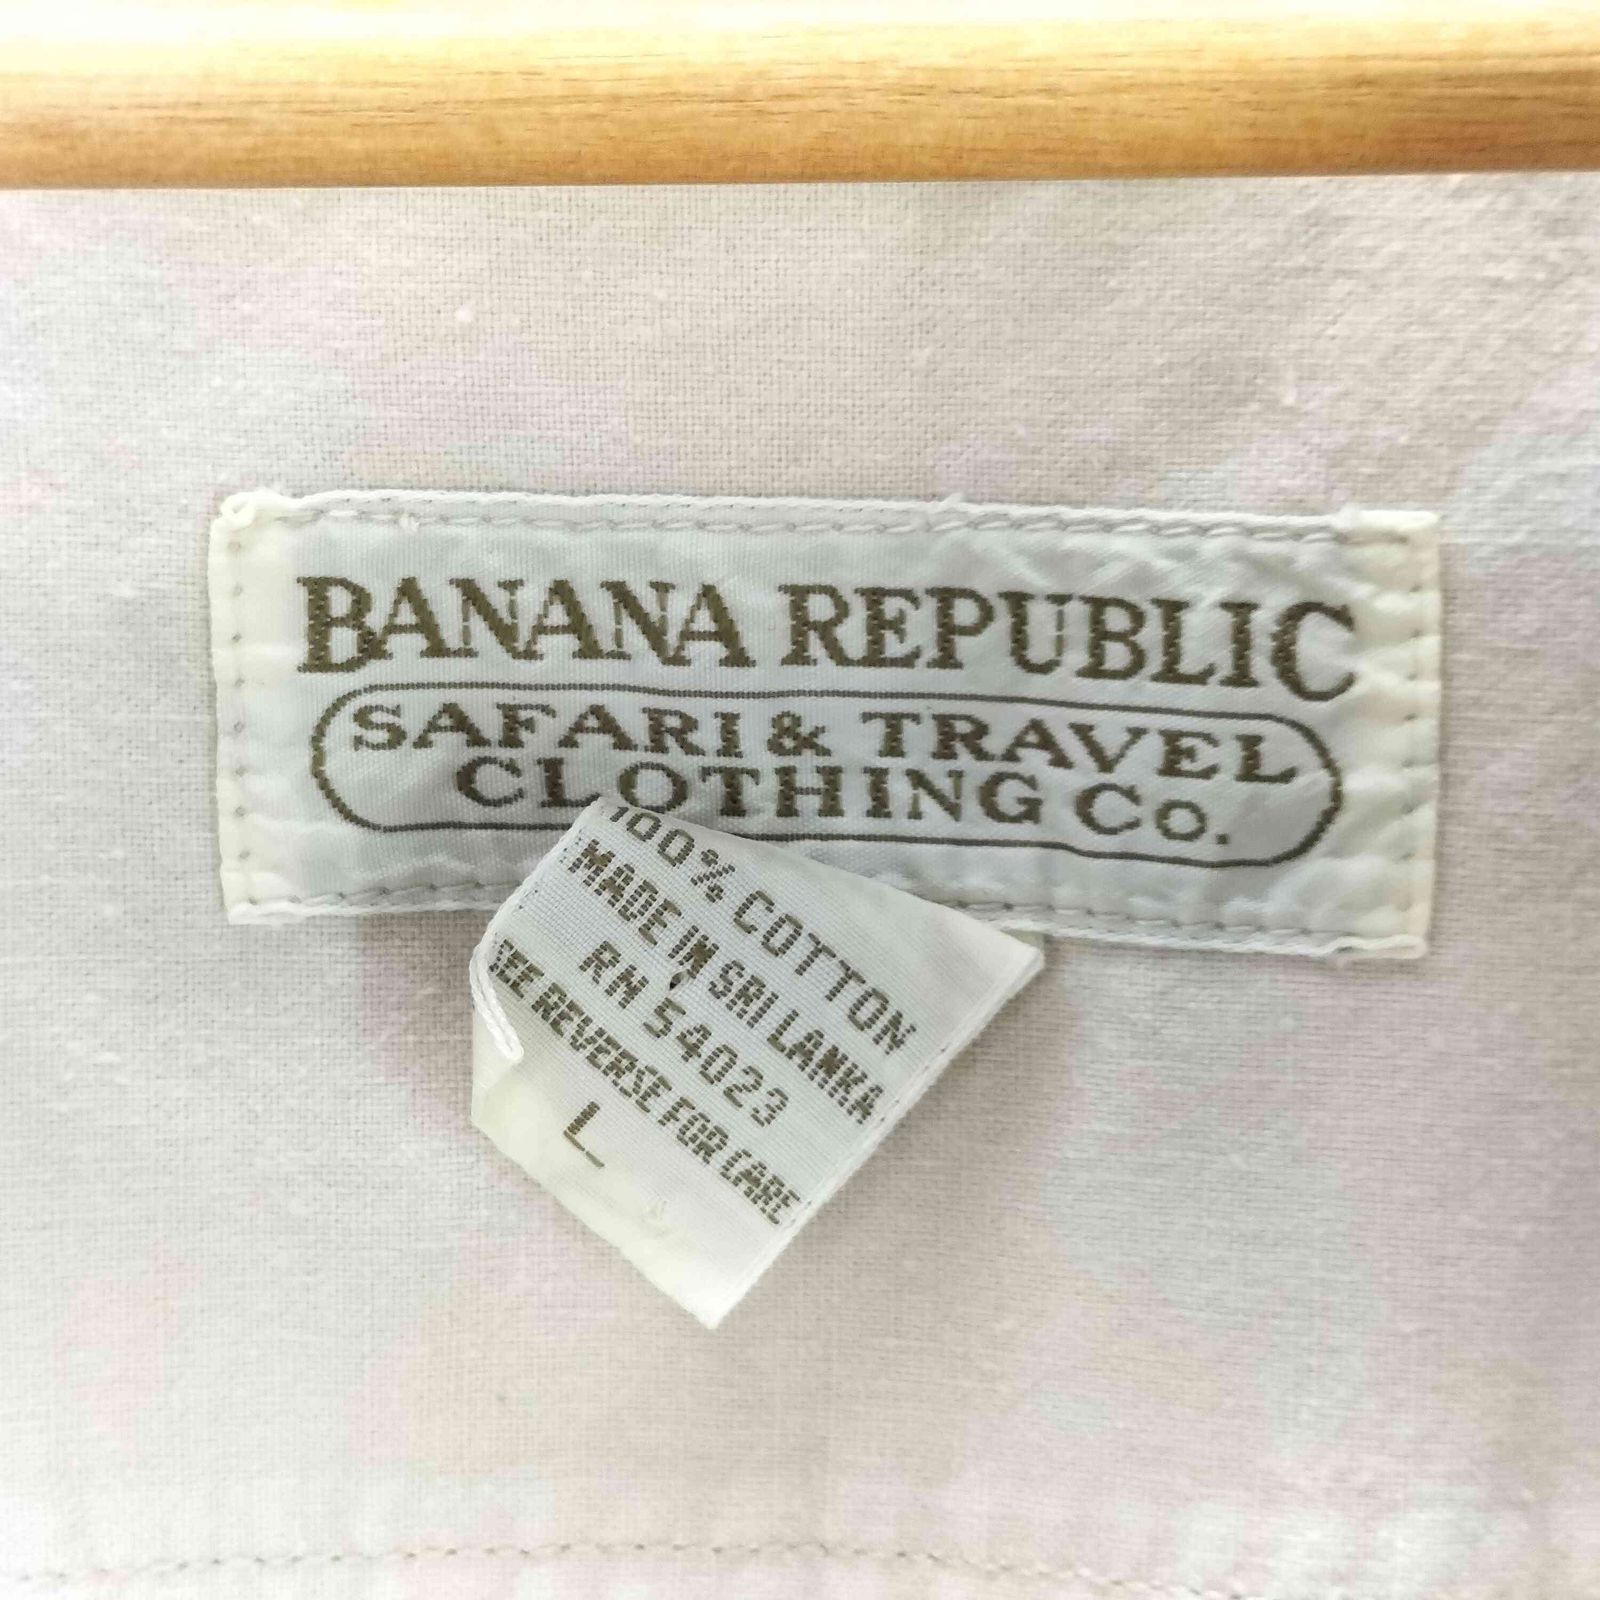 BANANA REPUBLIC
SAFARI & TRAVEL
CLOTHING Co.
100% COTTON
MADE IN SRI LANKA
RN 54023
SEE REVERSE FOR CARE
L